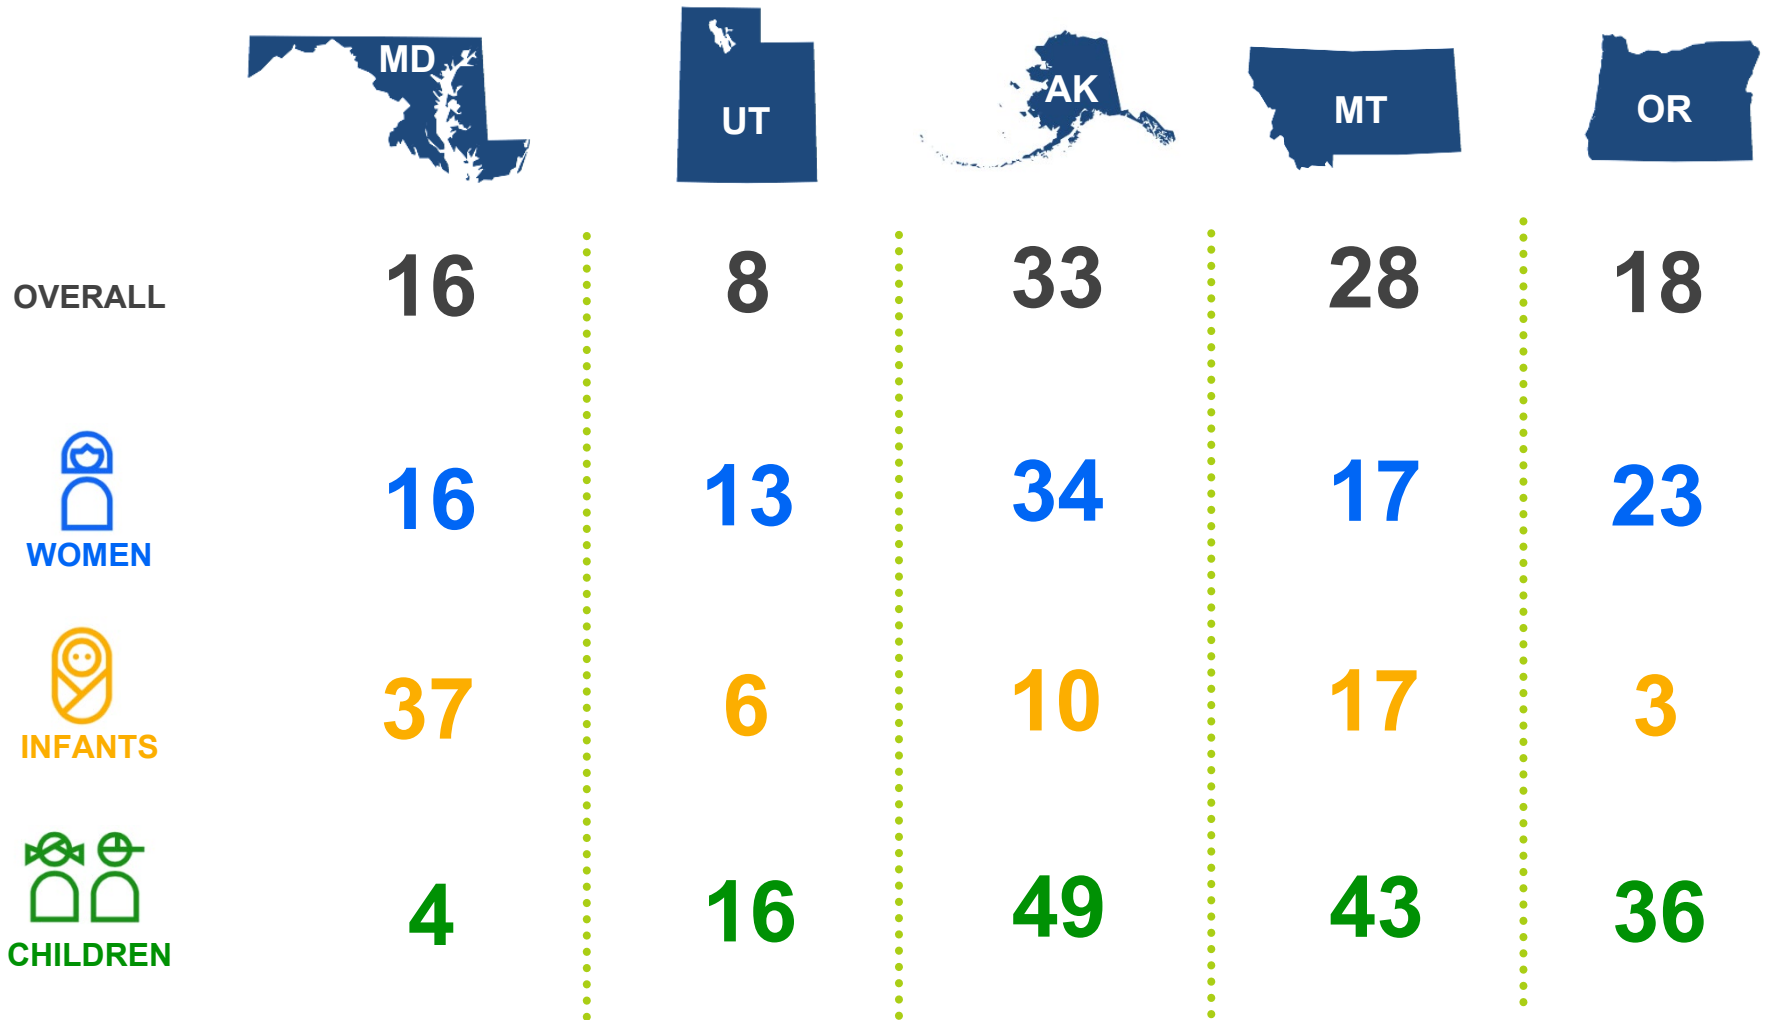 MD UT AK MT OR
OVERALL 16 8 33 28 18
WOMEN 16 13 34 17 23
INFANTS 37 6 10 17 3
CHILDREN 4 16 49 43 36